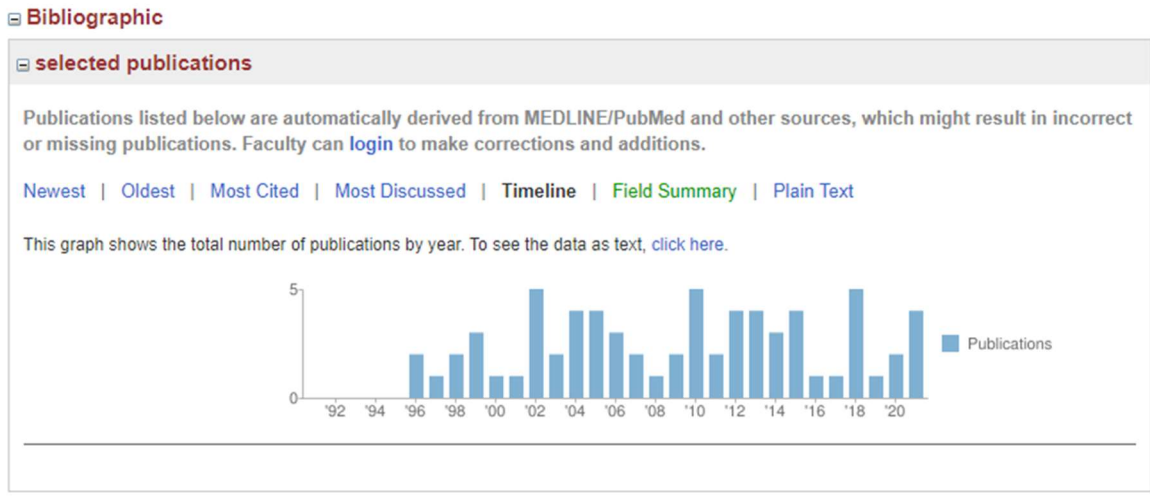 Bibliographic
selected publications
Publications listed below are automatically derived from MEDLINE/PubMed and other sources, which might result in incorrect
or missing publications. Faculty can login to make corrections and additions.
Newest | Oldest | Most Cited | Most Discussed | Timeline | Field Summary | Plain Text
This graph shows the total number of publications by year. To see the data as text, click here.
5
Publications
0
'92 '94 '96 '98 '00 '02 '04 '06 '08 '10 '12 '14 '16 '18 '20